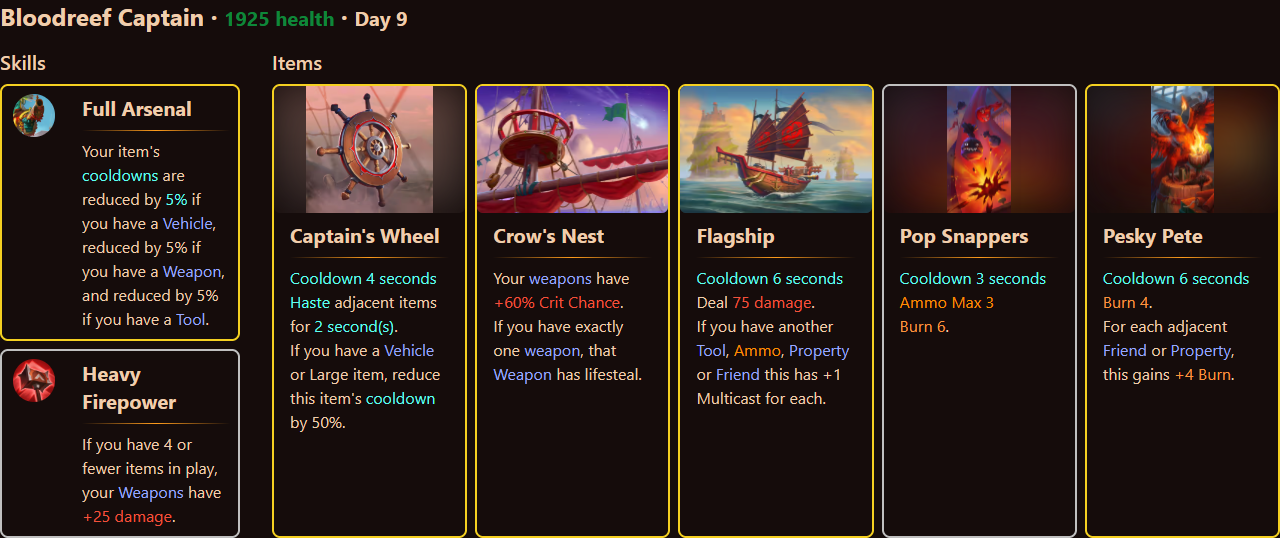 Bloodreef Captain · 1925 health · Day 9
Skills
Full Arsenal
Your item's
cooldowns are
reduced by 5% if
you have a Vehicle,
reduced by 5% if
you have a Weapon,
and reduced by 5%
if you have a Tool.
Heavy
Firepower
If you have 4 or
fewer items in play,
your Weapons have
+25 damage.
Items
Captain's Wheel
Cooldown 4 seconds
Haste adjacent items
for 2 second(s).
If you have a Vehicle
or Large item, reduce
this item's cooldown
by 50%.
Crow's Nest
Your weapons have
+60% Crit Chance.
If you have exactly
one weapon, that
Weapon has lifesteal.
Flagship
Cooldown 6 seconds
Deal 75 damage.
If you have another
Tool, Ammo, Property
or Friend this has +1
Multicast for each.
Pop Snappers
Cooldown 3 seconds
Ammo Max 3
Burn 6.
Pesky Pete
Cooldown 6 seconds
Burn 4.
For each adjacent
Friend or Property,
this gains +4 Burn.